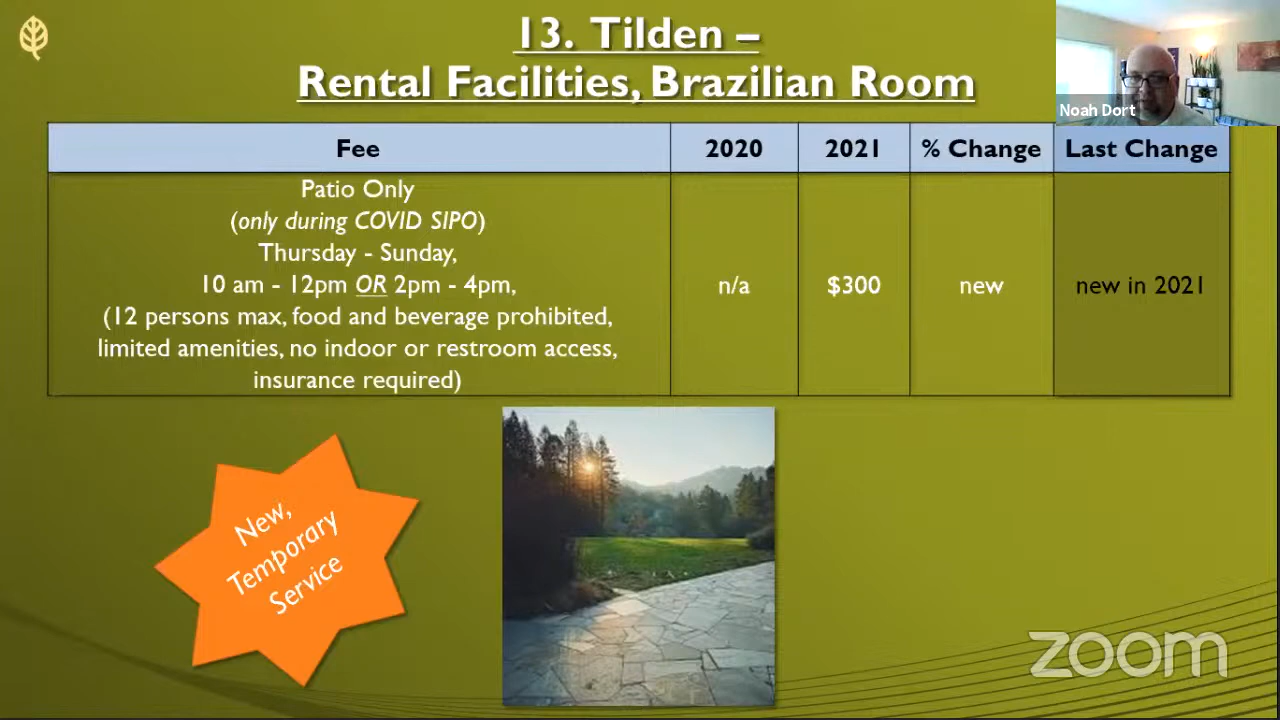 13. Tilden –
Rental Facilities, Brazilian Room
Noah Dort
Fee 2020 2021 % Change Last Change
Patio Only
(only during COVID SIPO)
Thursday - Sunday,
10 am - 12pm OR 2pm - 4pm,
(12 persons max, food and beverage prohibited,
limited amenities, no indoor or restroom access,
insurance required)
n/a $300 new new in 2021
New,
Temporary
Service
zoom